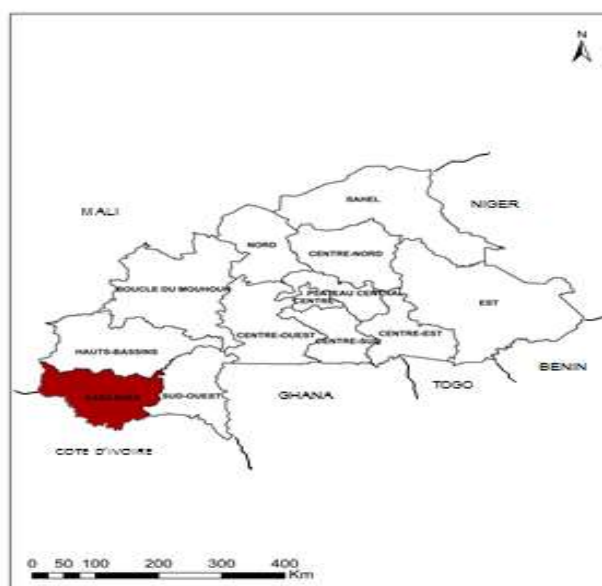 N
SAHEL
NIGER
MALI
NORD
CENTRE-NORD
BOUCLE DU MOUHOUN
PLATEAU CENTRAL
CENTRE
EST
CENTRE-OUEST
CENTRE-EST
CENTRE-SUD
HAUTS-BASSINS
BENIN
TOGO
GHANA
CASCADES
SUD-OUEST
COTE D'IVOIRE
0 50 100 200 300 400
Km